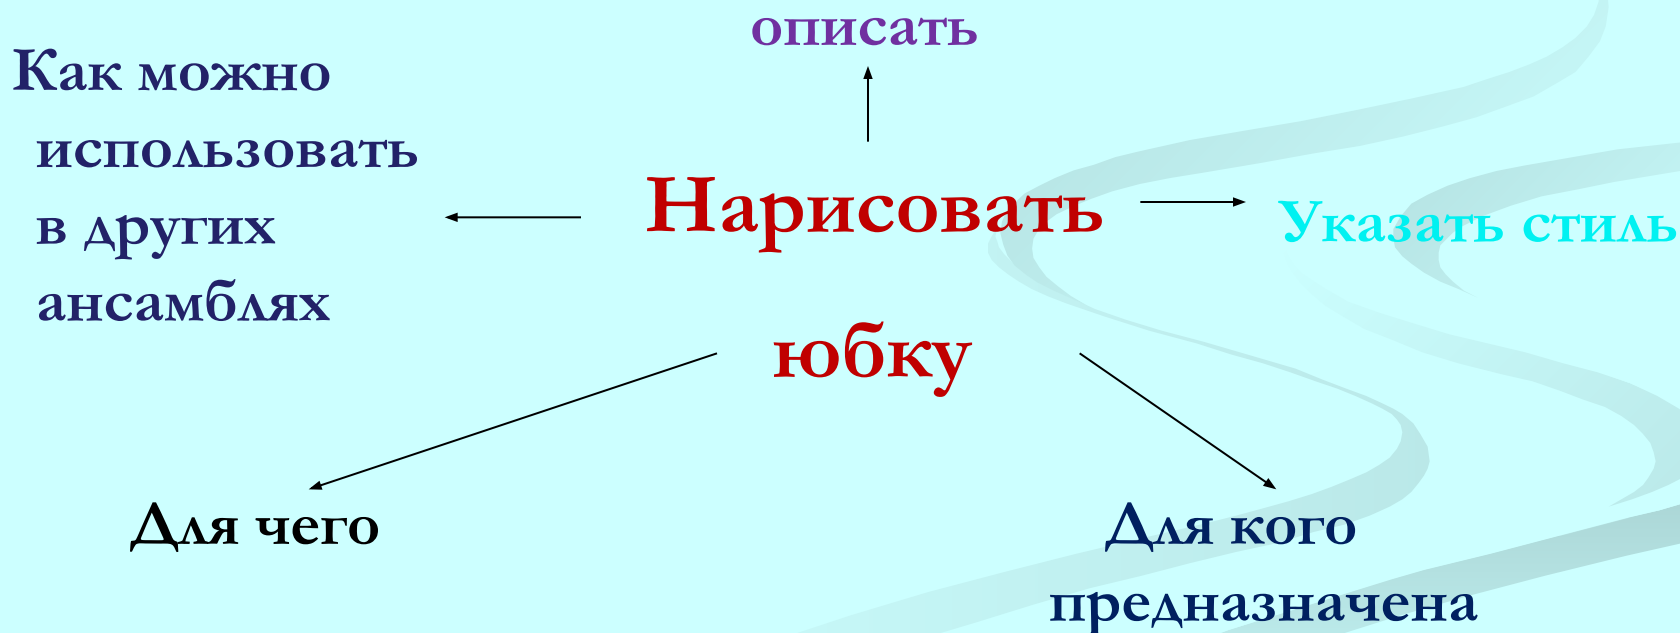 описать
Как можно
использовать
в других
ансамблях
Нарисовать
юбку
Указать стиль
Для чего
Для кого
предназначена